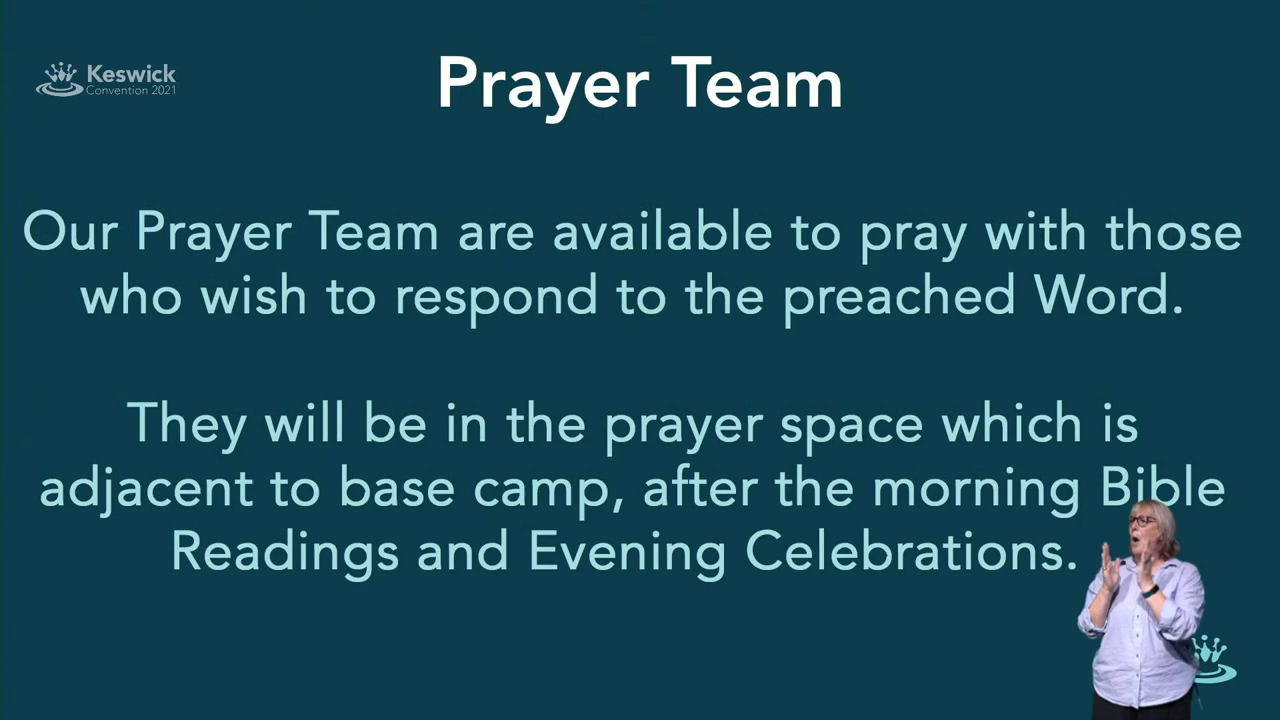 Keswick
Convention 2021
Prayer Team
Our Prayer Team are available to pray with those
who wish to respond to the preached Word.
They will be in the prayer space which is
adjacent to base camp, after the morning Bible
Readings and Evening Celebrations.